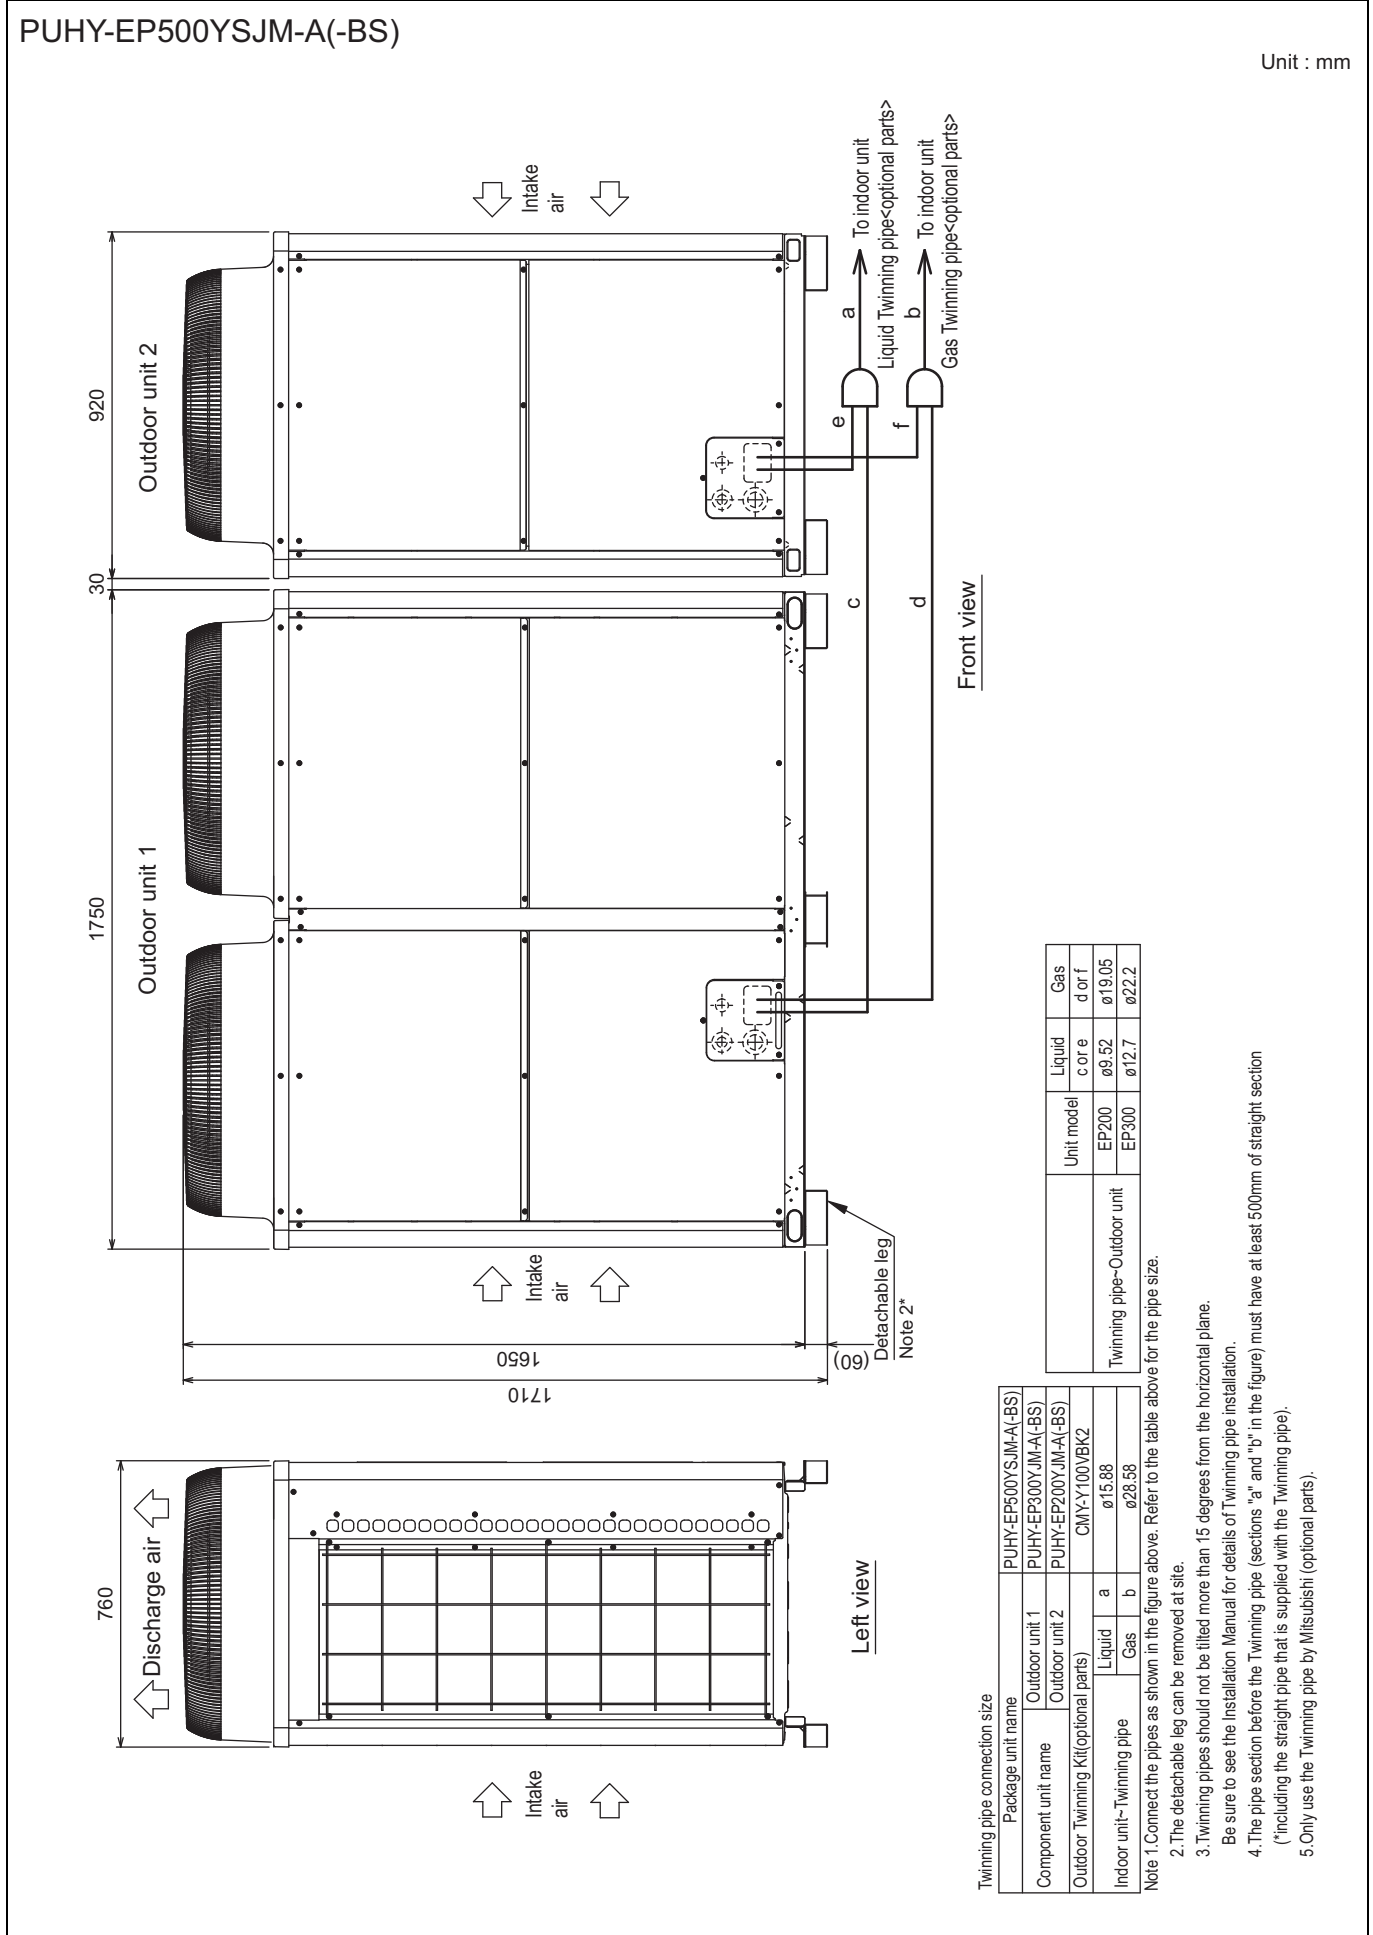 PUHY-EP500YSJM-A(-BS)
Unit : mm
760
Discharge air
Intake
air
Left view
1710
1650
(60)
Detachable leg
Note 2*
Intake
air
1750
30
920
Outdoor unit 1
Outdoor unit 2
Intake
air
c
d
e
f
a
b
To indoor unit
Liquid Twinning pipe<optional parts>
To indoor unit
Gas Twinning pipe<optional parts>
Front view
Twinning pipe connection size
Package unit name PUHY-EP500YSJM-A(-BS)
Component unit name Outdoor unit 1 PUHY-EP300YJM-A(-BS)
Outdoor unit 2 PUHY-EP200YJM-A(-BS)
Outdoor Twinning Kit(optional parts) CMY-Y100VBK2
Indoor unit~Twinning pipe Liquid a ø15.88
Gas b ø28.58
Unit model Liquid Gas
c or e d or f
Twinning pipe~Outdoor unit EP200 ø9.52 ø19.05
EP300 ø12.7 ø22.2
Note 1.Connect the pipes as shown in the figure above. Refer to the table above for the pipe size.
2.The detachable leg can be removed at site.
3.Twinning pipes should not be tilted more than 15 degrees from the horizontal plane.
Be sure to see the Installation Manual for details of Twinning pipe installation.
4.The pipe section before the Twinning pipe (sections "a" and "b" in the figure) must have at least 500mm of straight section
(*including the straight pipe that is supplied with the Twinning pipe).
5.Only use the Twinning pipe by Mitsubishi (optional parts).